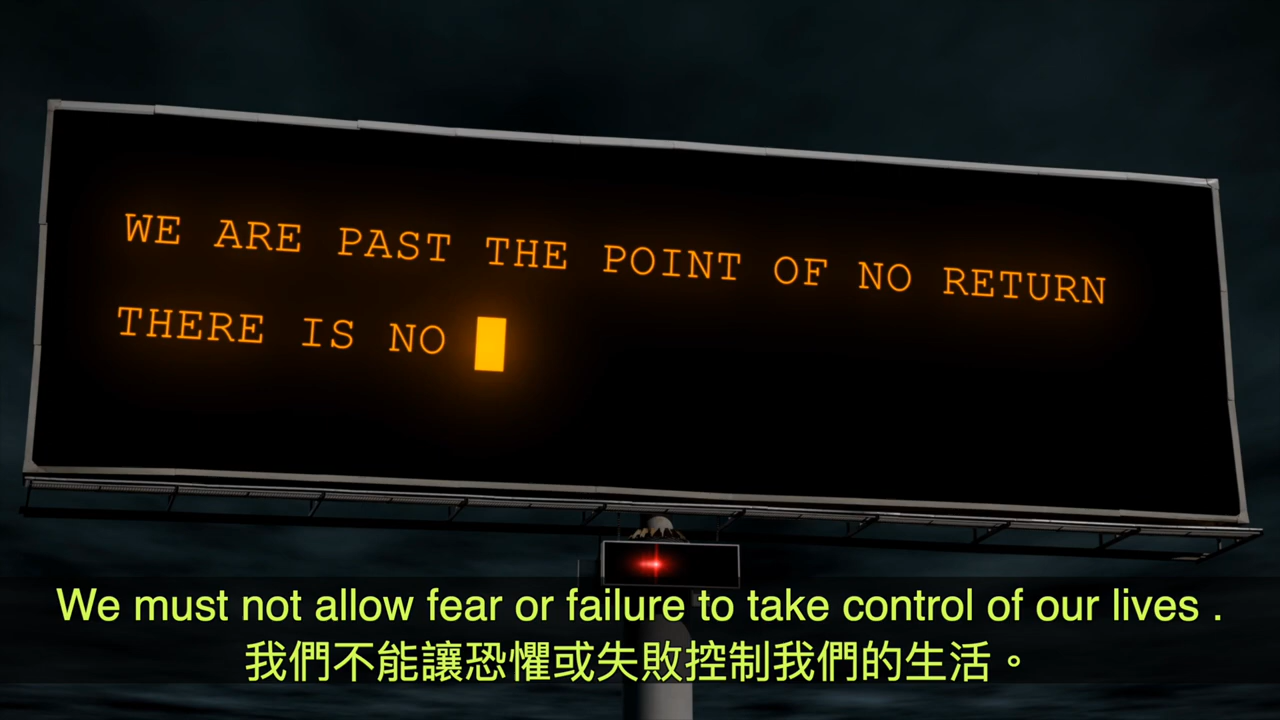 WE ARE PAST THE POINT OF NO RETURN
THERE IS NO
We must not allow fear or failure to take control of our lives .
我們不能讓恐懼或失敗控制我們的生活。